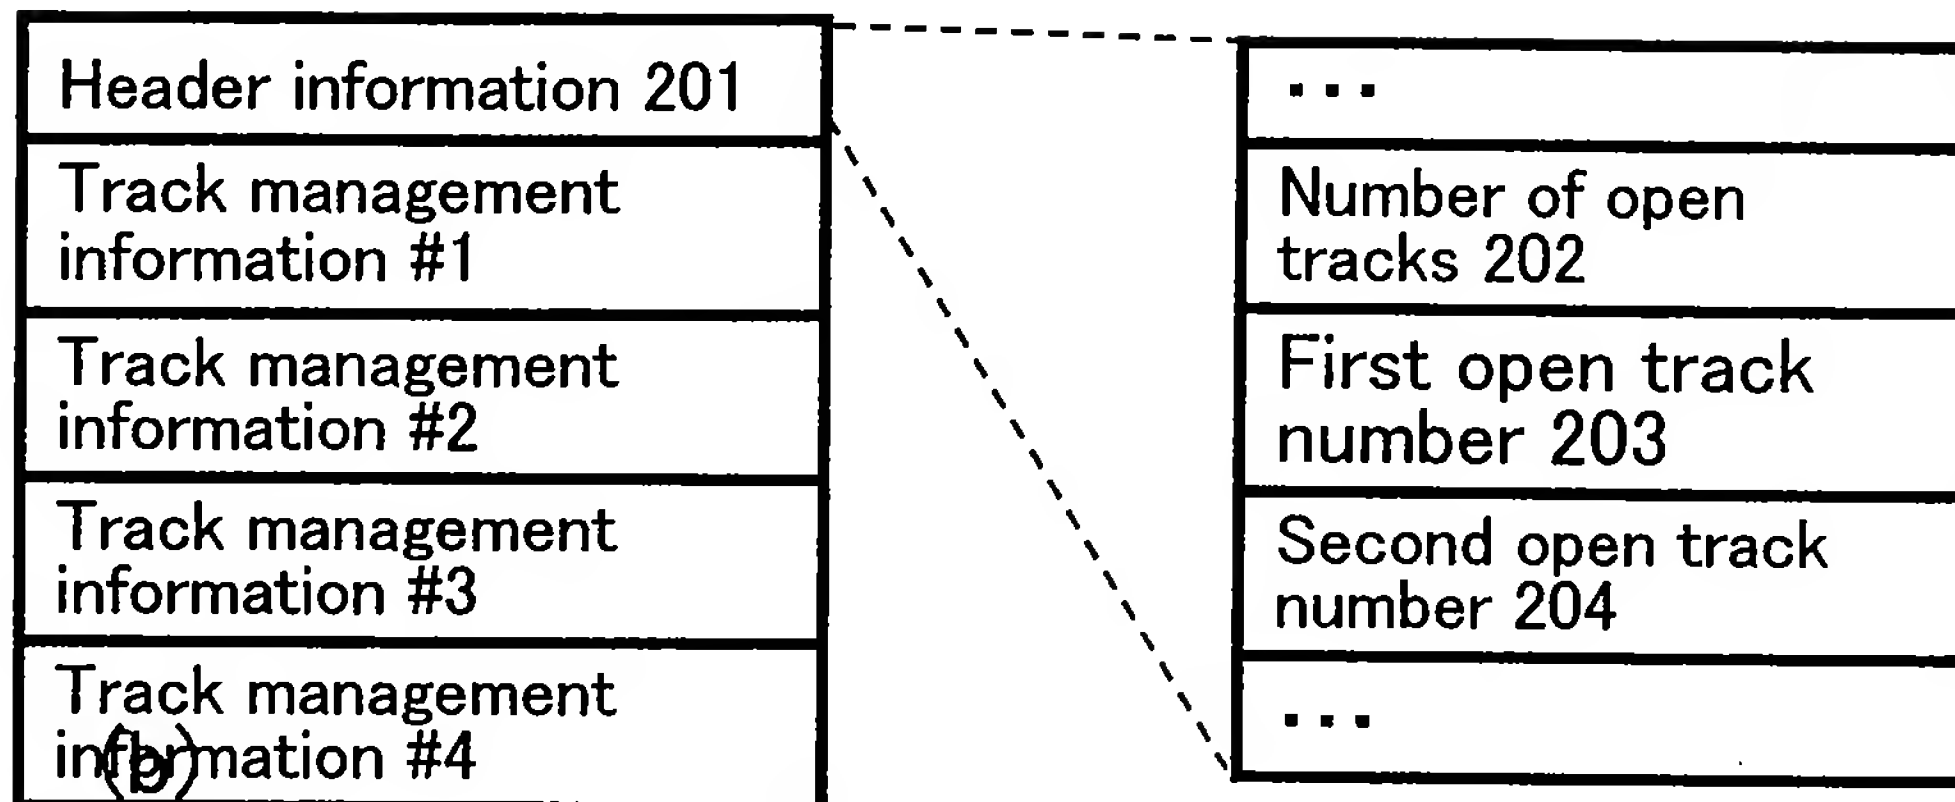 Header information 201
Track management
information #1
Track management
information #2
Track management
information #3
Track management
information #4
(b)
...
Number of open
tracks 202
First open track
number 203
Second open track
number 204
...